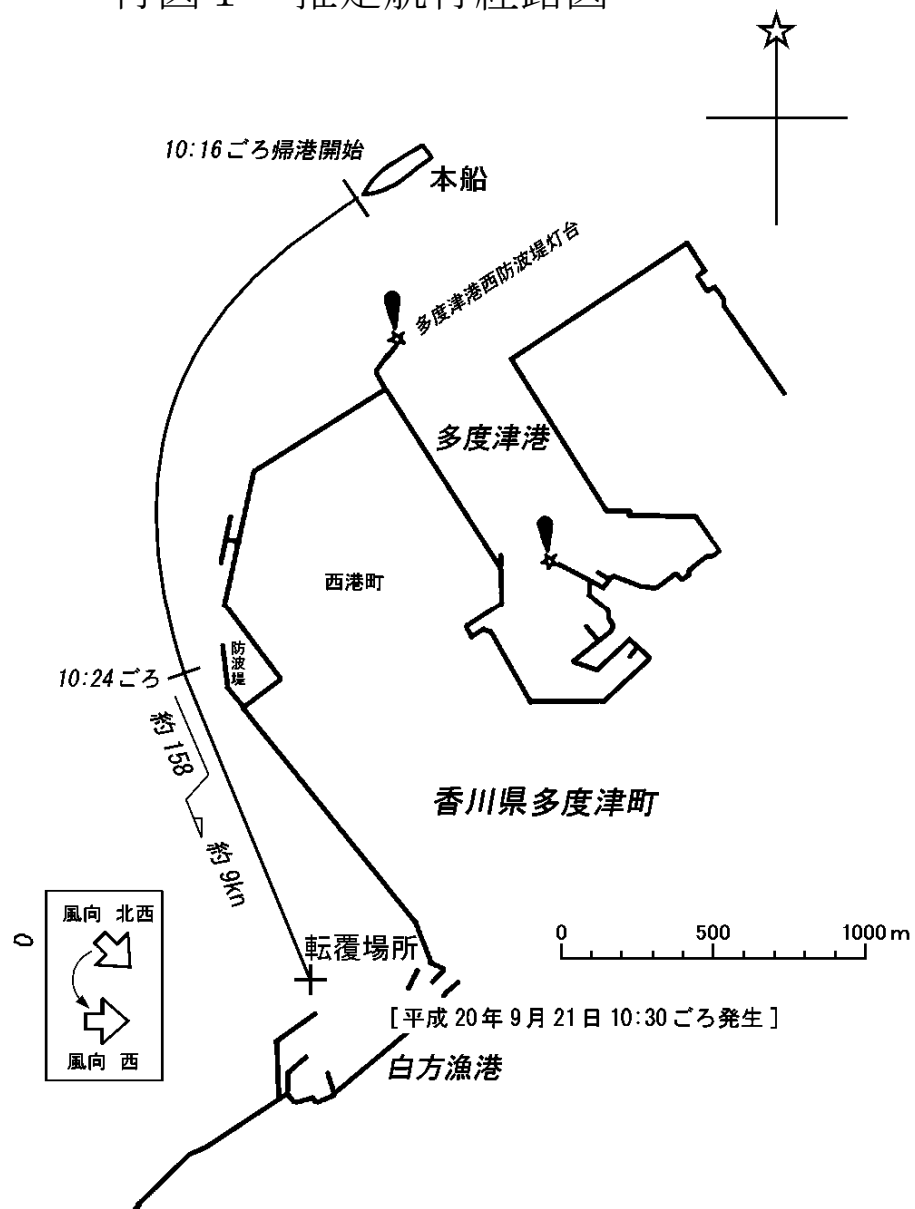 付図１　推定航行経路図
10:16ごろ帰港開始
本船
多度津港西防波堤灯台
多度津港
西港町
防波堤
10:24ごろ
約158
約9kn
香川県多度津町
風向 北西
風向 西
0 500 1000m
転覆場所
[平成20年9月21日10:30ごろ発生]
白方漁港